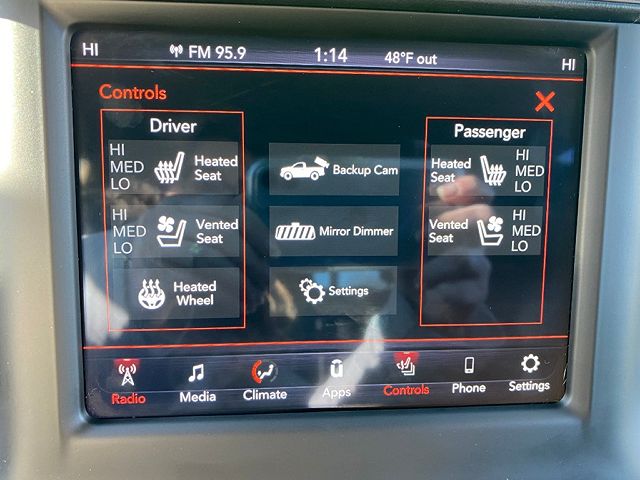 HI FM 95.9 1:14 48°F out HI
Controls
Driver
HI
MED
LO
Heated
Seat
HI
MED
LO
Vented
Seat
Heated
Wheel
Backup Cam
Mirror Dimmer
Settings
Passenger
Heated
Seat
HI
MED
LO
Vented
Seat
HI
MED
LO
Radio Media Climate Apps Controls Phone Settings